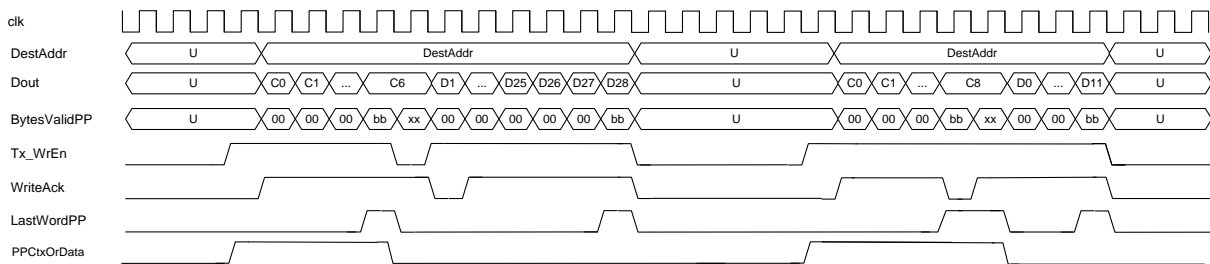 clk
DestAddr U DestAddr U DestAddr U
Dout U C0 C1 ... C6 D1 ... D25 D26 D27 D28 U C0 C1 ... C8 D0 ... D11 U
BytesValidPP U 00 00 00 bb xx 00 00 00 00 00 bb U 00 00 00 bb xx 00 00 bb U
Tx_WrEn
WriteAck
LastWordPP
PPCtxOrData